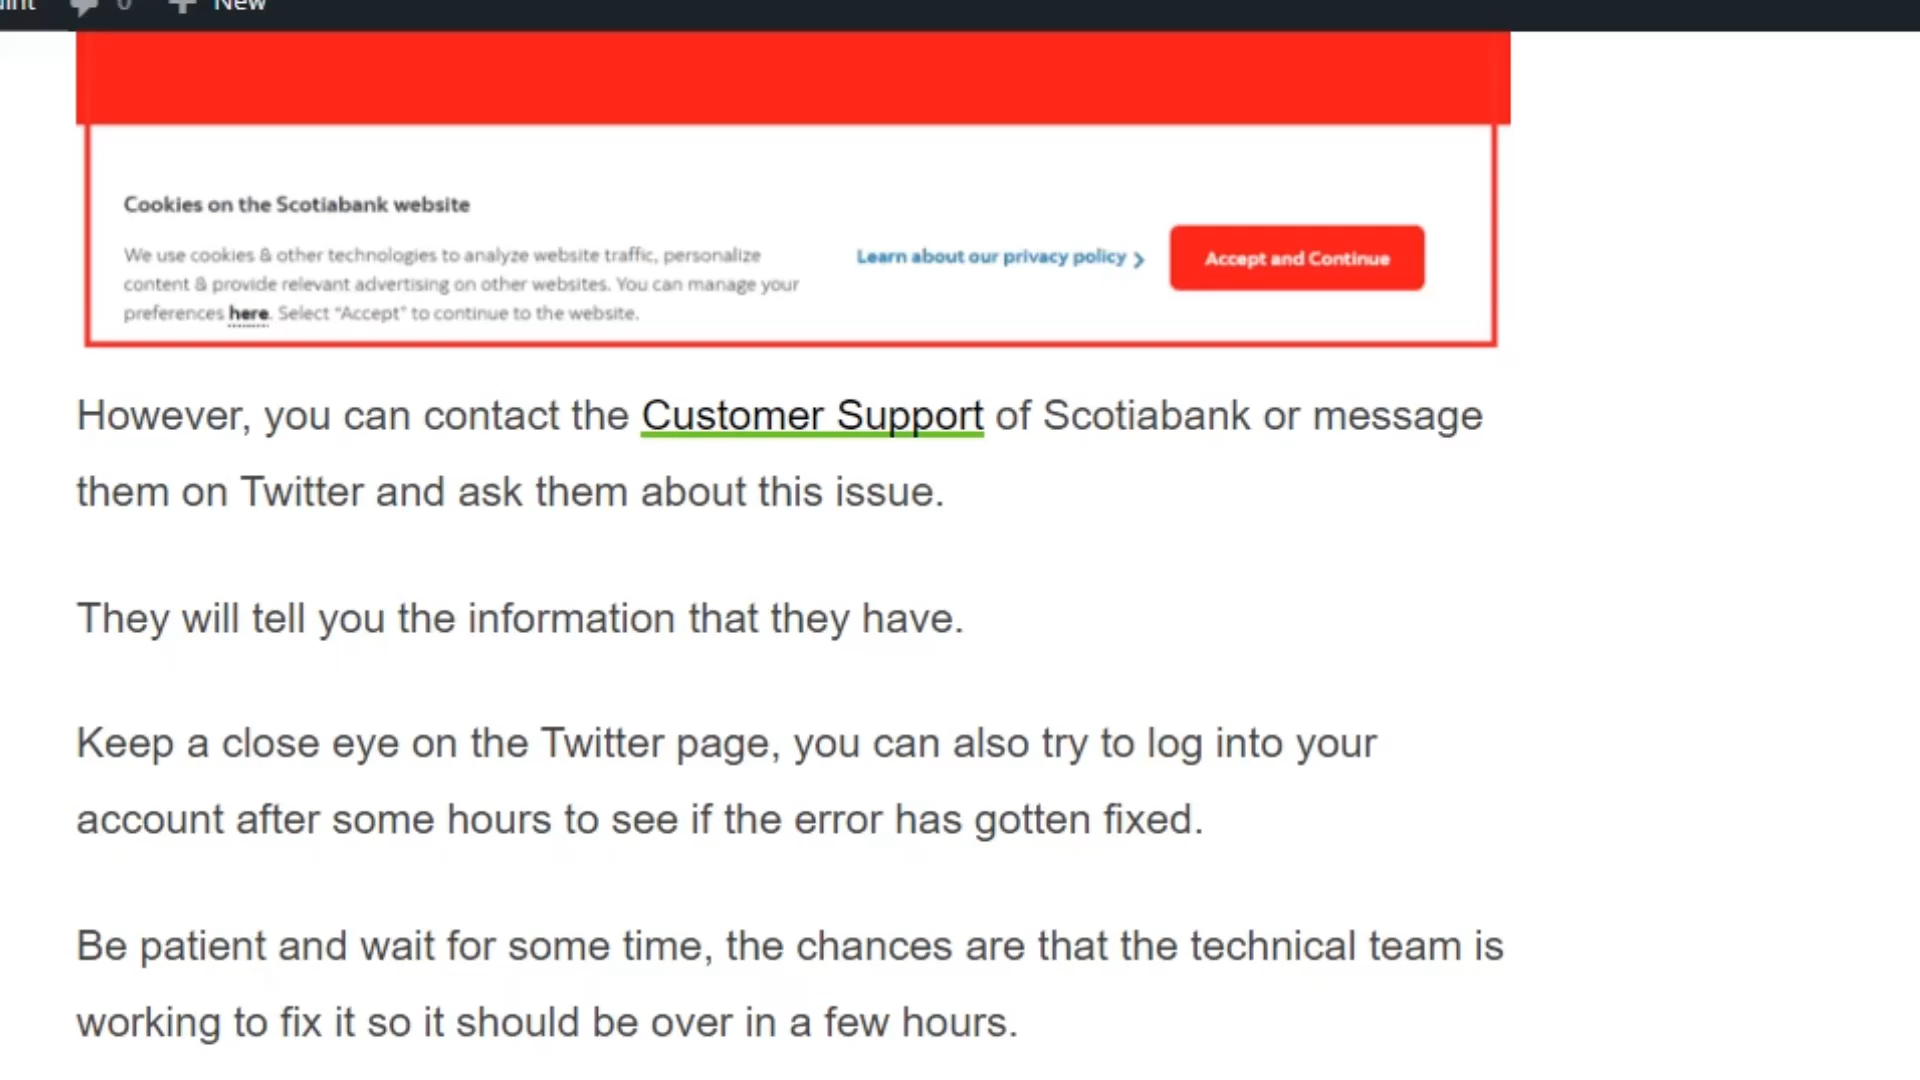 0 New
Cookies on the Scotiabank website
We use cookies & other technologies to analyze website traffic, personalize
content & provide relevant advertising on other websites. You can manage your
preferences here. Select "Accept" to continue to the website.
Learn about our privacy policy >
Accept and Continue
However, you can contact the Customer Support of Scotiabank or message
them on Twitter and ask them about this issue.
They will tell you the information that they have.
Keep a close eye on the Twitter page, you can also try to log into your
account after some hours to see if the error has gotten fixed.
Be patient and wait for some time, the chances are that the technical team is
working to fix it so it should be over in a few hours.